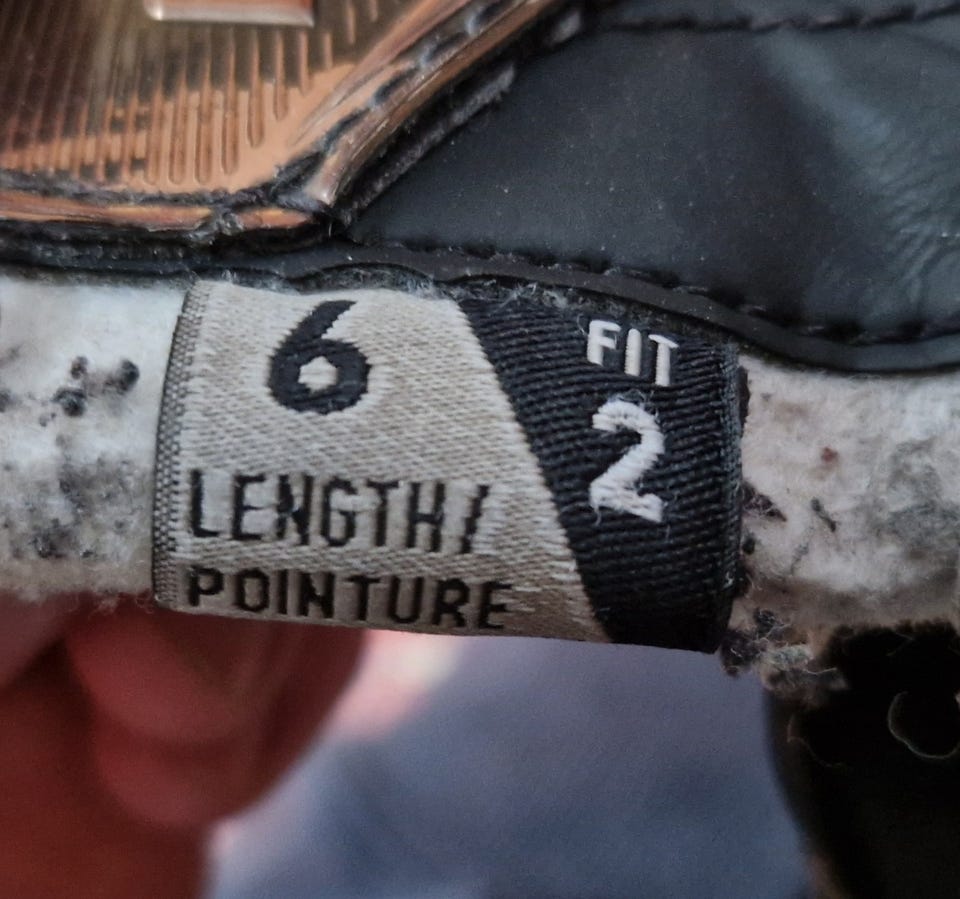 6
LENGTH/
POINTURE
FIT
2